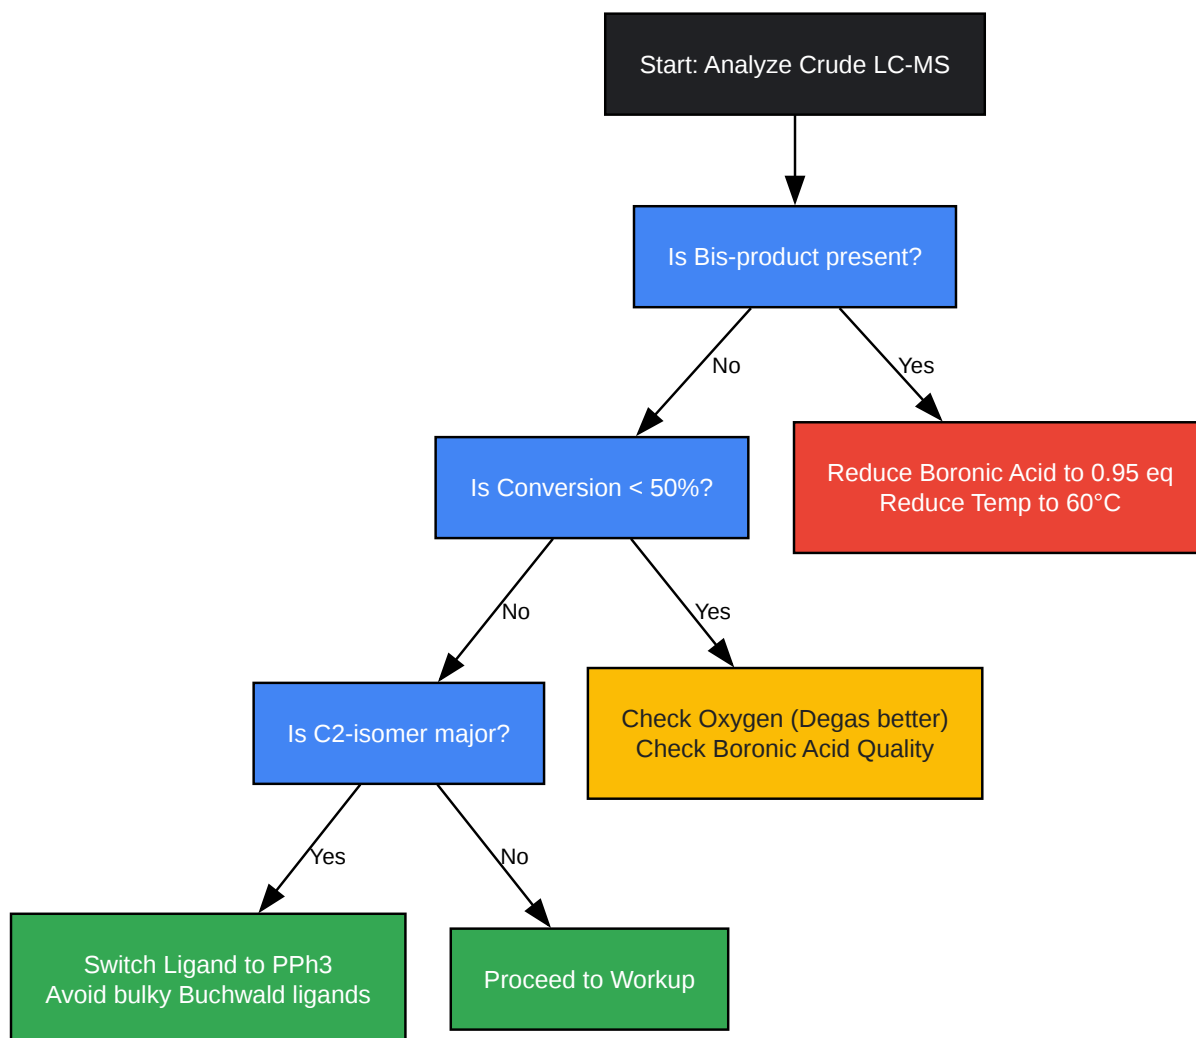 Start: Analyze Crude LC-MS
Is Bis-product present?
No
Yes
Is Conversion < 50%?
Reduce Boronic Acid to 0.95 eq
Reduce Temp to 60°C
No
Yes
Is C2-isomer major?
Check Oxygen (Degas better)
Check Boronic Acid Quality
Yes
No
Switch Ligand to PPh3
Avoid bulky Buchwald ligands
Proceed to Workup